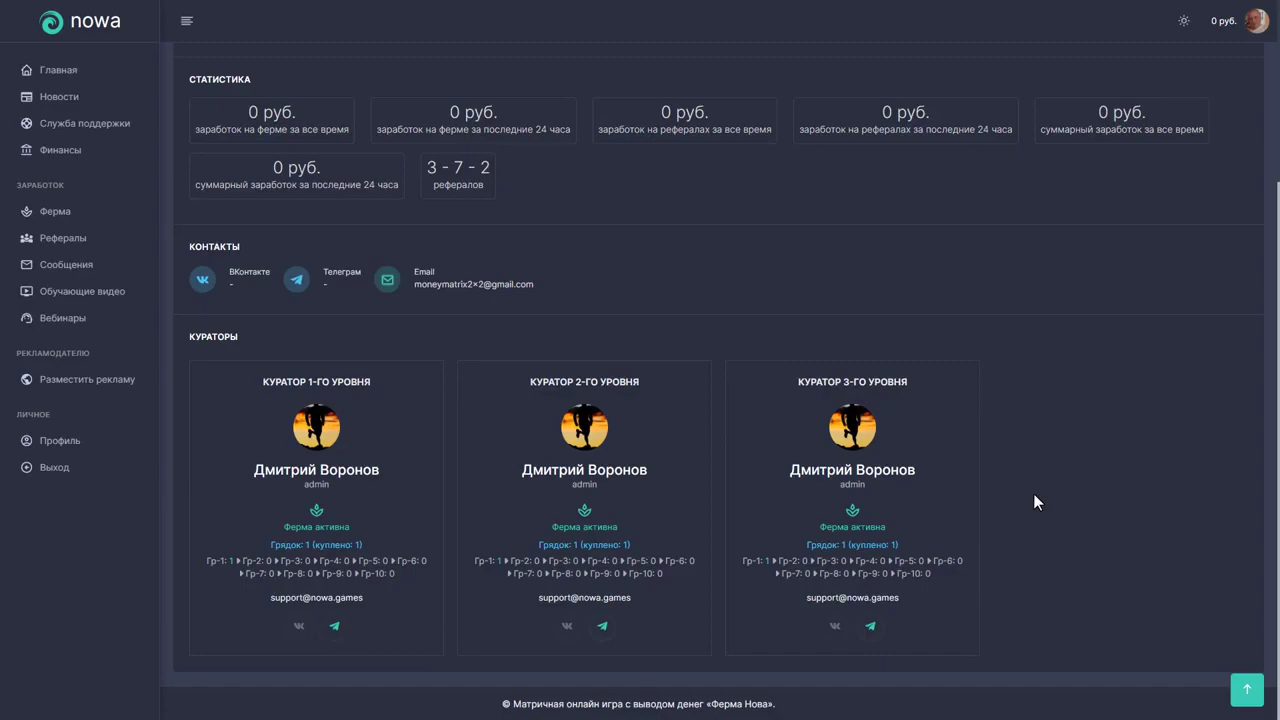 nowa
0 руб.
Главная
Новости
Служба поддержки
Финансы
ЗАРАБОТОК
Ферма
Рефералы
Сообщения
Обучающие видео
Вебинары
РЕКЛАМОДАТЕЛЮ
Разместить рекламу
ЛИЧНОЕ
Профиль
Выход
СТАТИСТИКА
0 руб.
заработок на ферме за все время
0 руб.
заработок на ферме за последние 24 часа
0 руб.
заработок на рефералах за все время
0 руб.
заработок на рефералах за последние 24 часа
0 руб.
суммарный заработок за все время
0 руб.
суммарный заработок за последние 24 часа
3 - 7 - 2
рефералов
КОНТАКТЫ
ВКонтакте
-
Телеграм
-
Email
moneymatrix2x2@gmail.com
КУРАТОРЫ
КУРАТОР 1-ГО УРОВНЯ
Дмитрий Воронов
admin
Ферма активна
Грядок: 1 (куплено: 1)
Гр-1: 1 Гр-2: 0 Гр-3: 0 Гр-4: 0 Гр-5: 0 Гр-6: 0
Гр-7: 0 Гр-8: 0 Гр-9: 0 Гр-10: 0
support@nowa.games
КУРАТОР 2-ГО УРОВНЯ
Дмитрий Воронов
admin
Ферма активна
Грядок: 1 (куплено: 1)
Гр-1: 1 Гр-2: 0 Гр-3: 0 Гр-4: 0 Гр-5: 0 Гр-6: 0
Гр-7: 0 Гр-8: 0 Гр-9: 0 Гр-10: 0
support@nowa.games
КУРАТОР 3-ГО УРОВНЯ
Дмитрий Воронов
admin
Ферма активна
Грядок: 1 (куплено: 1)
Гр-1: 1 Гр-2: 0 Гр-3: 0 Гр-4: 0 Гр-5: 0 Гр-6: 0
Гр-7: 0 Гр-8: 0 Гр-9: 0 Гр-10: 0
support@nowa.games
© Матричная онлайн игра с выводом денег «Ферма Нова».